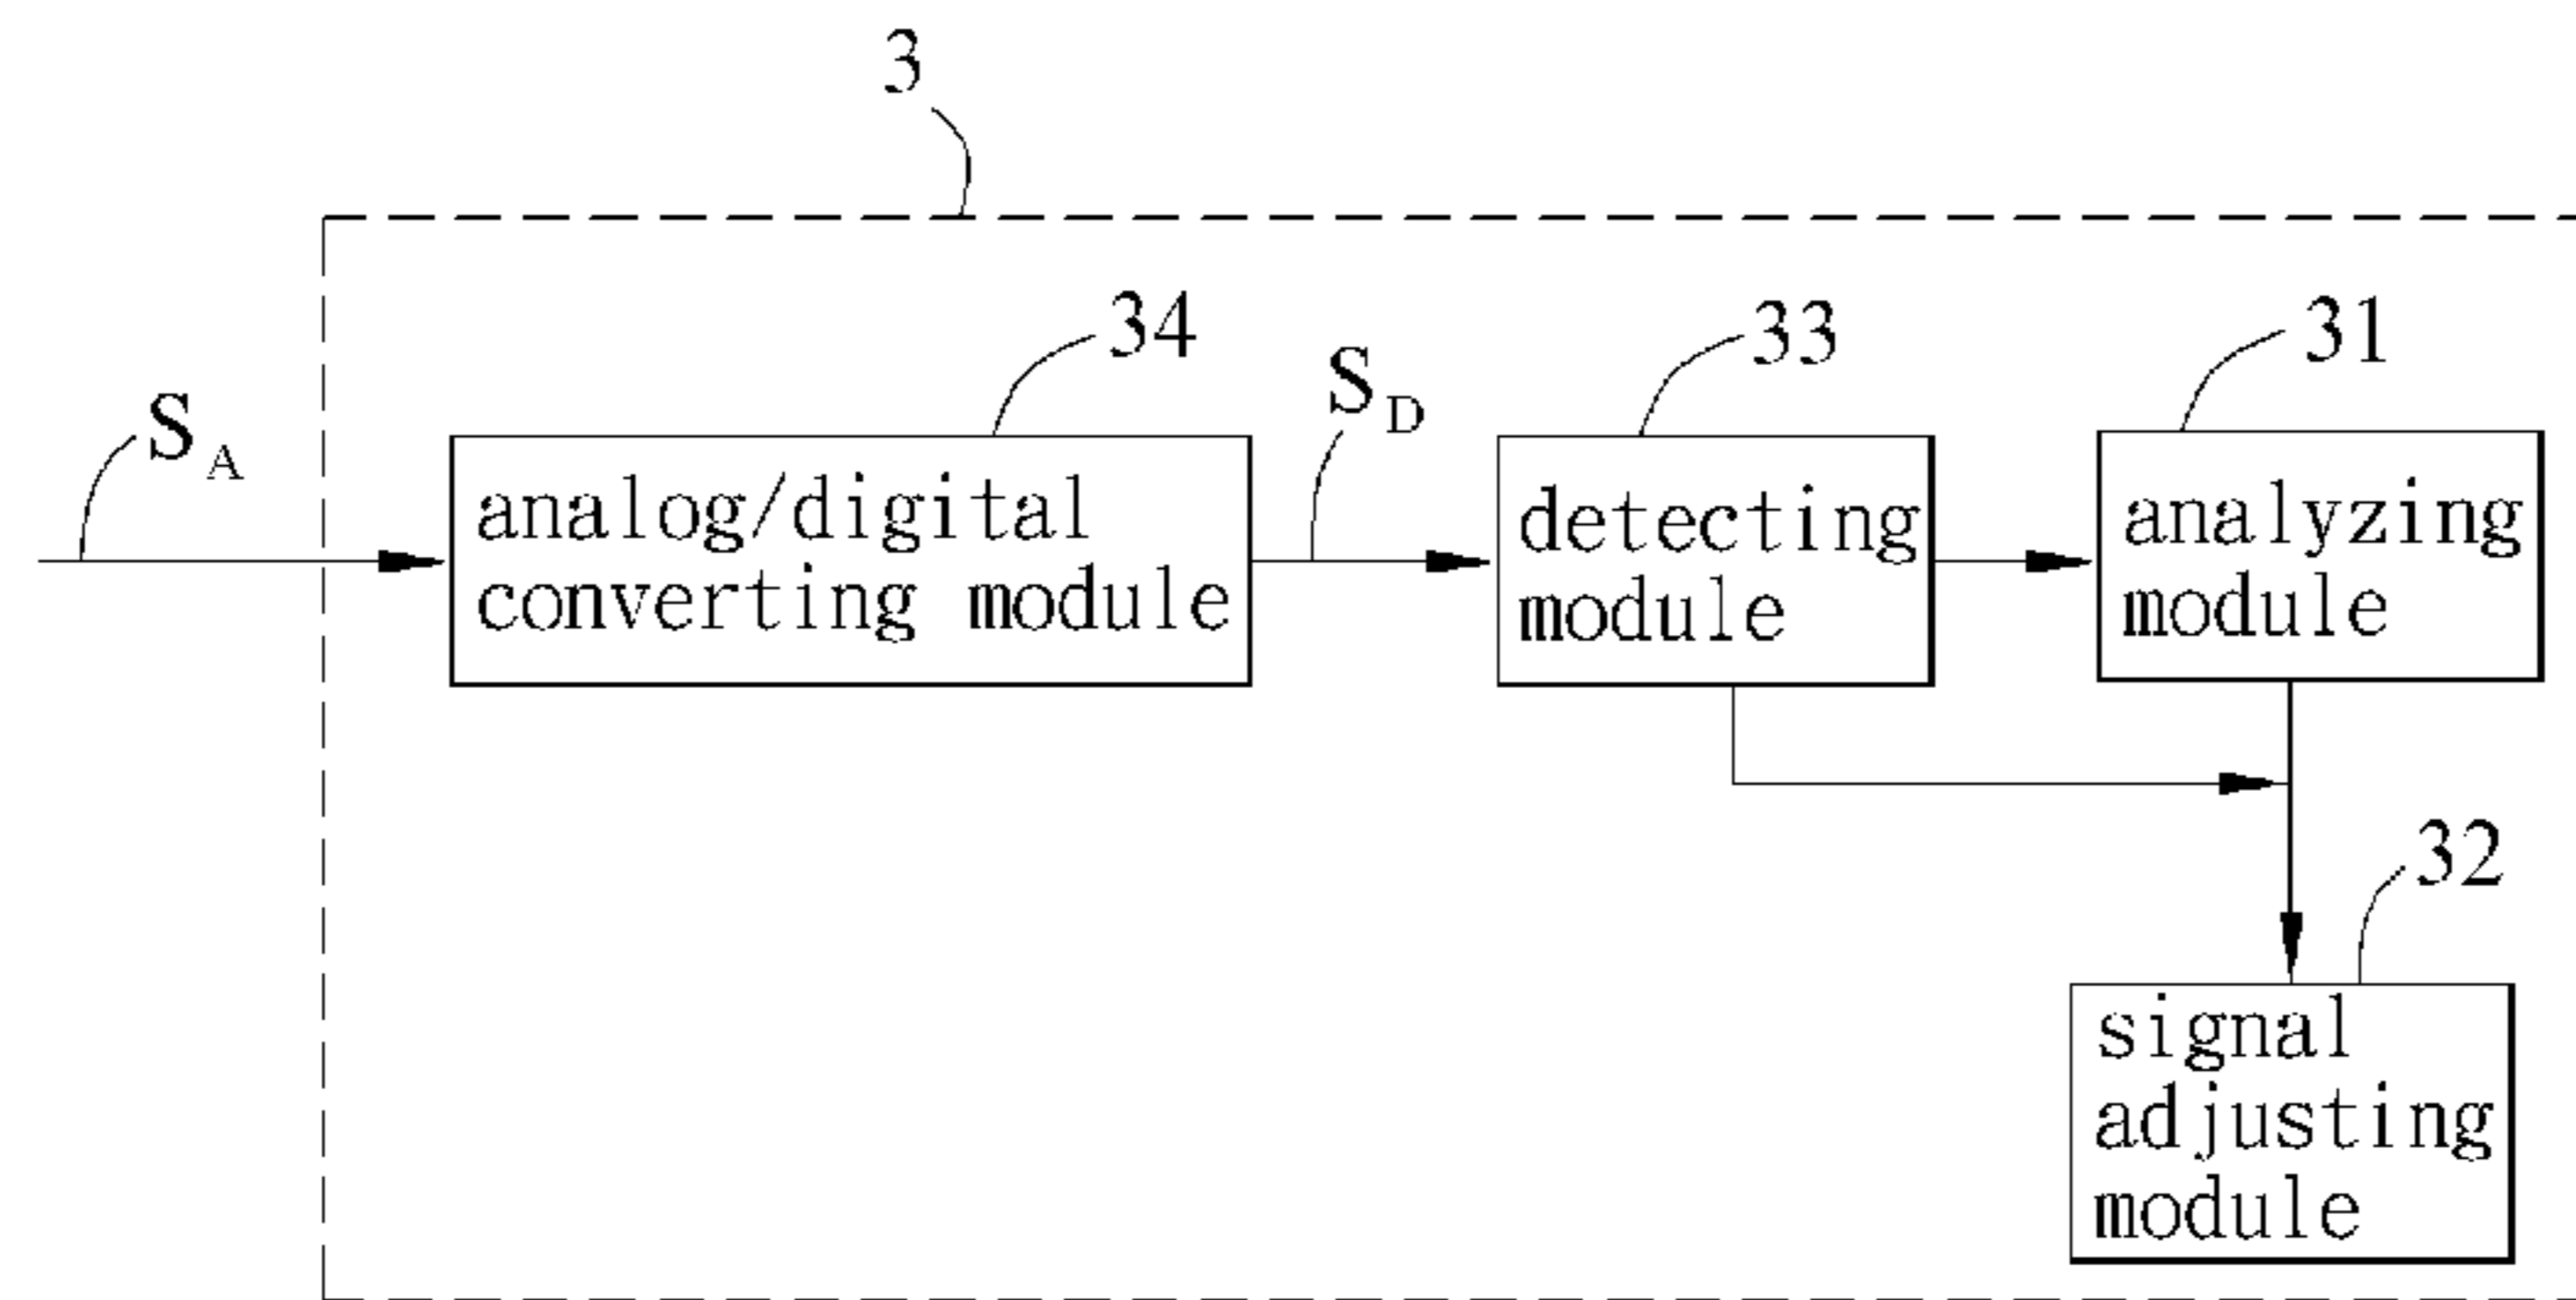 3
34
33
31
S_A
S_D
analog/digital
converting module
detecting
module
analyzing
module
32
signal
adjusting
module